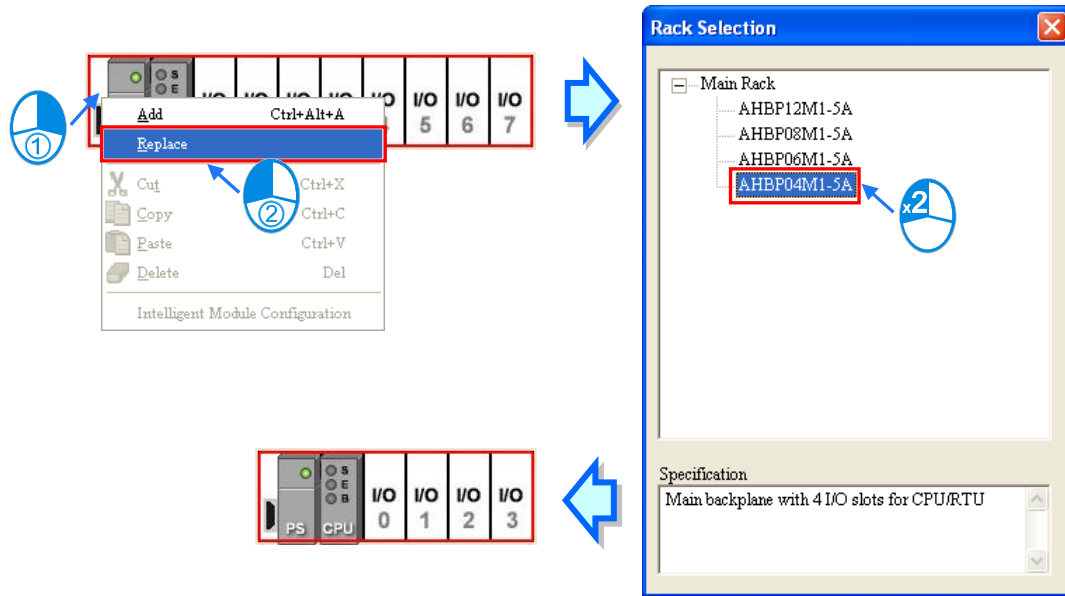 Rack Selection
Main Rack
AHBP12M1-5A
AHBP08M1-5A
AHBP06M1-5A
AHBP04M1-5A
x2
Specification
Main backplane with 4 I/O slots for CPU/RTU
S
E
I/O I/O I/O
5 6 7
1
Add Ctrl+Alt+A
Replace
2
Cut Ctrl+X
Copy Ctrl+C
Paste Ctrl+V
Delete Del
Intelligent Module Configuration
S
E
B
PS CPU
I/O I/O I/O I/O
0 1 2 3